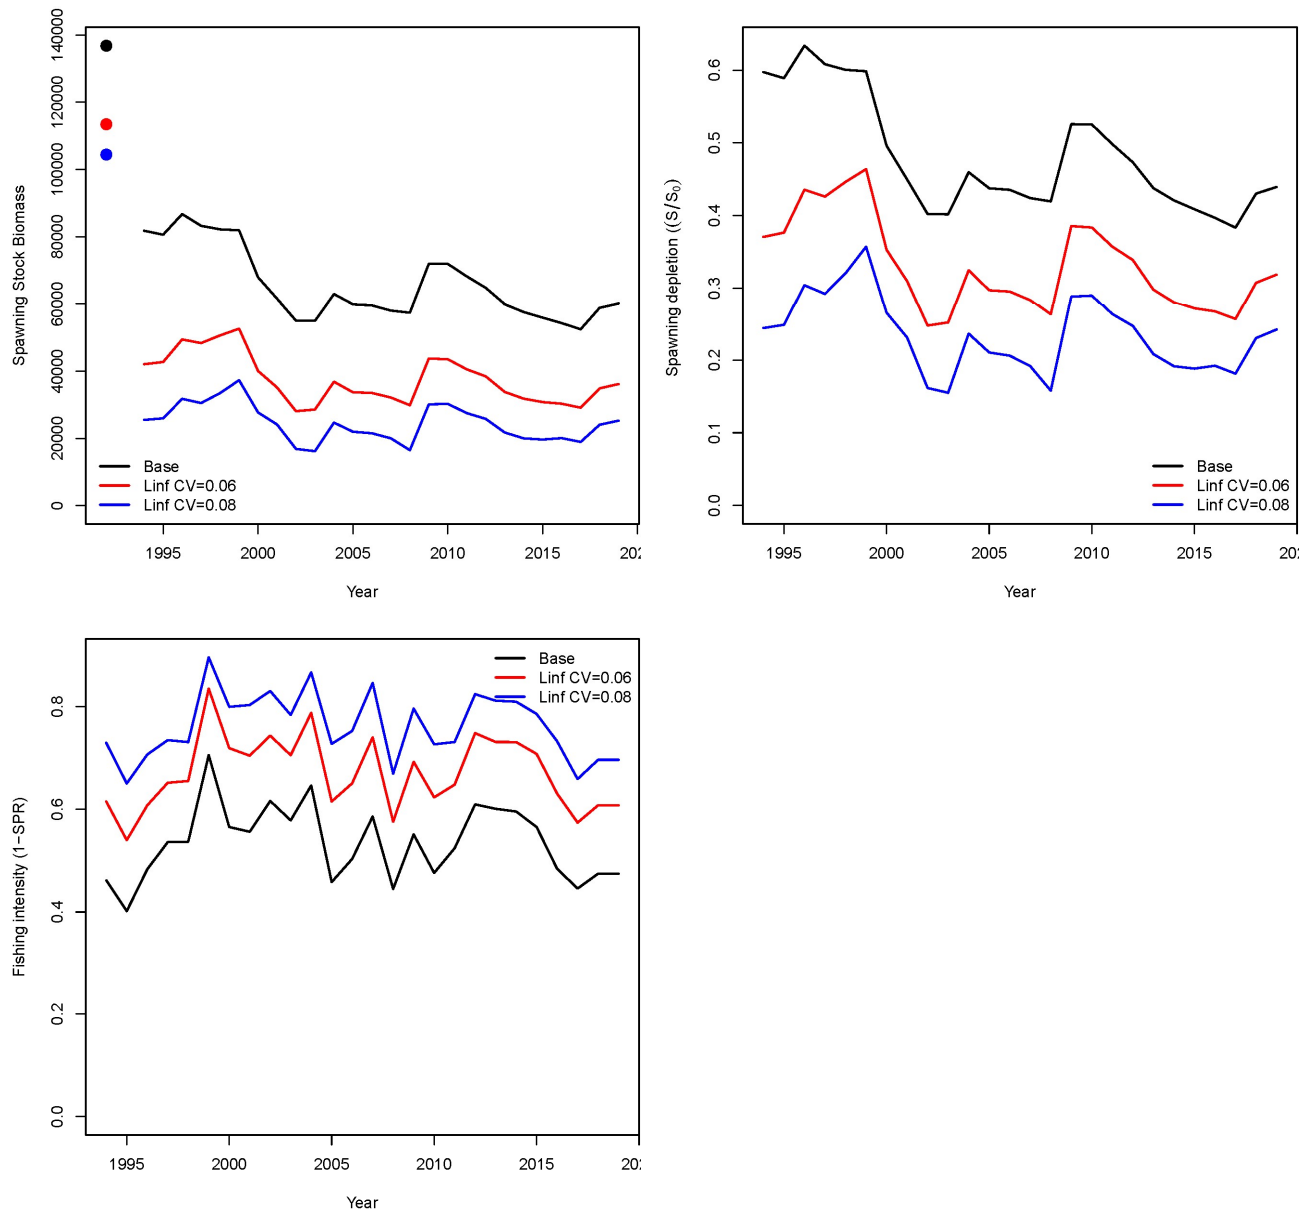 Spawning Stock Biomass
140000
120000
100000
80000
60000
40000
20000
0
Base
Linf CV=0.06
Linf CV=0.08
1995 2000 2005 2010 2015 202
Year
Spawning depletion ((S/S0)
0.6
0.5
0.4
0.3
0.2
0.1
0.0
Base
Linf CV=0.06
Linf CV=0.08
1995 2000 2005 2010 2015 202
Year
Fishing intensity (1−SPR)
0.8
0.6
0.4
0.2
0.0
Base
Linf CV=0.06
Linf CV=0.08
1995 2000 2005 2010 2015 202
Year